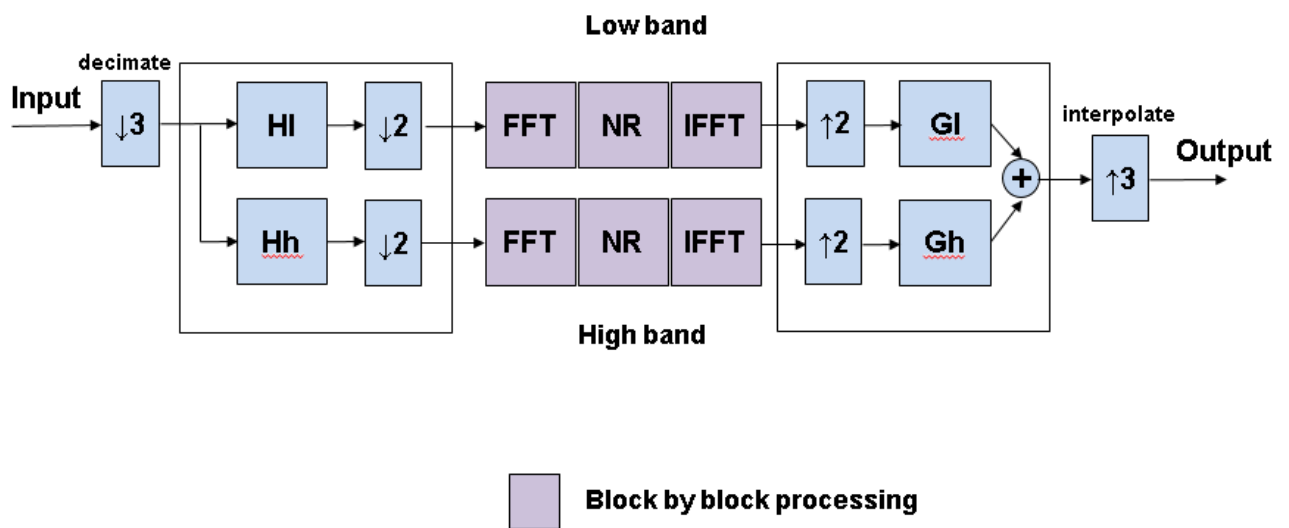 Low band
decimate
Input
↓3
Hl
↓2
FFT
NR
IFFT
↑2
Gl
interpolate
Output
+
↑3
Hh
↓2
FFT
NR
IFFT
↑2
Gh
High band
Block by block processing